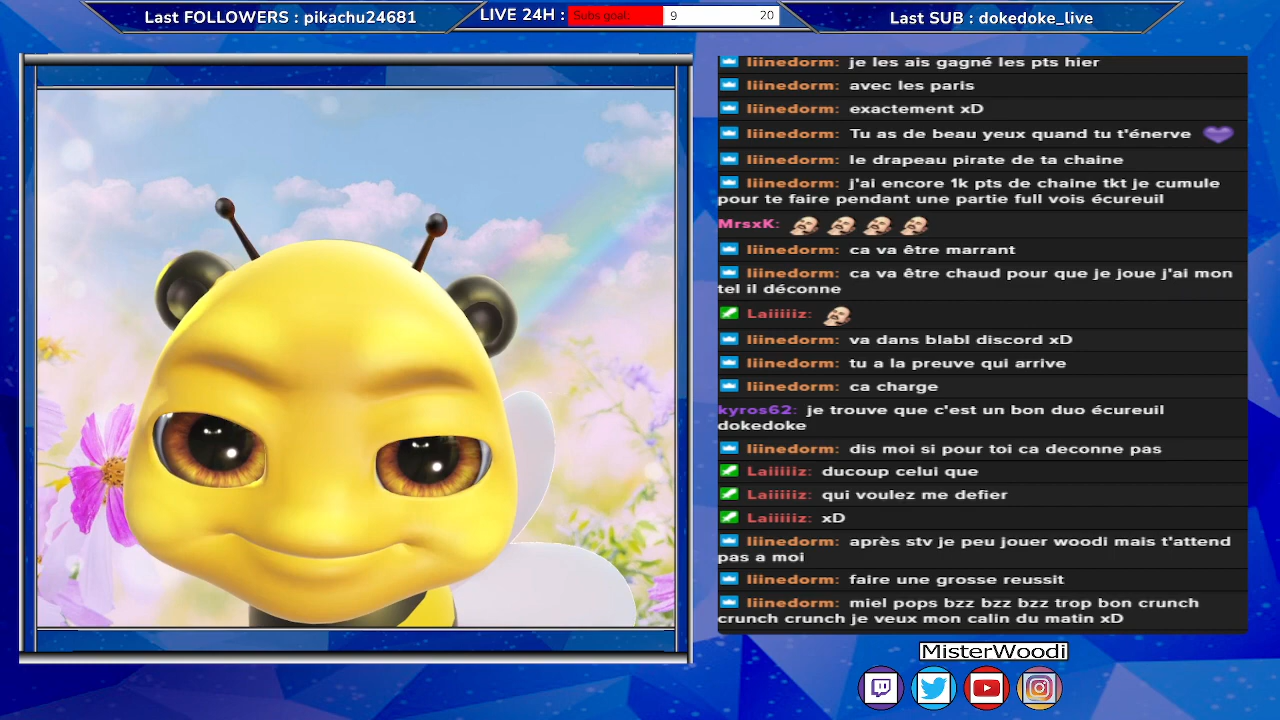 Last FOLLOWERS : pikachu24681
LIVE 24H :
Subs goal:
9
20
Last SUB : dokedoke_live
liinedorm: je les ais gagné les pts hier
liinedorm: avec les paris
liinedorm: exactement xD
liinedorm: Tu as de beau yeux quand tu t'énerve
liinedorm: le drapeau pirate de ta chaine
liinedorm: j'ai encore 1k pts de chaine tkt je cumule
pour te faire pendant une partie full vois écureuil
MrsxK:
liinedorm: ca va être marrant
liinedorm: ca va être chaud pour que je joue j'ai mon
tel il déconne
Laiiiiiz:
liinedorm: va dans blabl discord xD
liinedorm: tu a la preuve qui arrive
liinedorm: ca charge
kyros62: je trouve que c'est un bon duo écureuil
dokedoke
liinedorm: dis moi si pour toi ca deconne pas
Laiiiiiz: ducoup celui que
Laiiiiiz: qui voulez me defier
Laiiiiiz: xD
liinedorm: après stv je peu jouer woodi mais t'attend
pas a moi
liinedorm: faire une grosse reussit
liinedorm: miel pops bzz bzz bzz trop bon crunch
crunch crunch je veux mon calin du matin xD
MisterWoodi